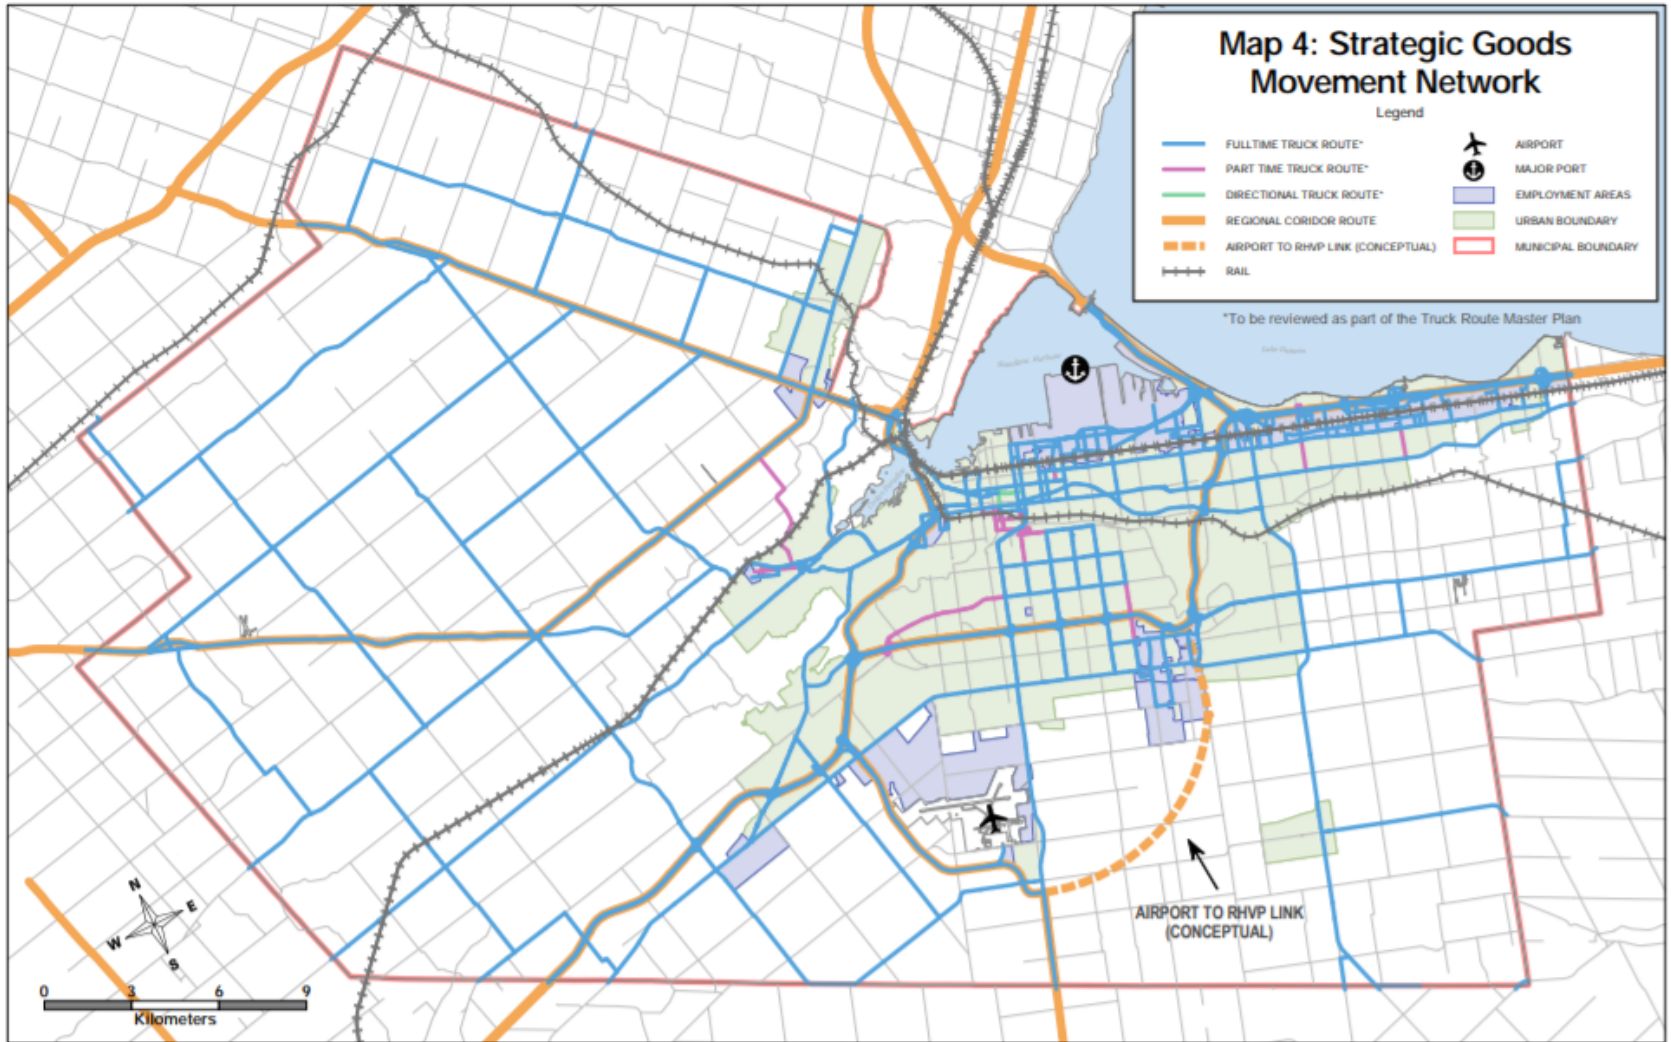 Map 4: Strategic Goods
Movement Network
Legend
FULLTIME TRUCK ROUTE*
PART TIME TRUCK ROUTE*
DIRECTIONAL TRUCK ROUTE*
REGIONAL CORIDOR ROUTE
AIRPORT TO RHVP LINK (CONCEPTUAL)
RAIL
AIRPORT
MAJOR PORT
EMPLOYMENT AREAS
URBAN BOUNDARY
MUNICIPAL BOUNDARY
*To be reviewed as part of the Truck Route Master Plan
Lake Ontario
AIRPORT TO RHVP LINK
(CONCEPTUAL)
N
E
W
S
0 3 6 9
Kilometers